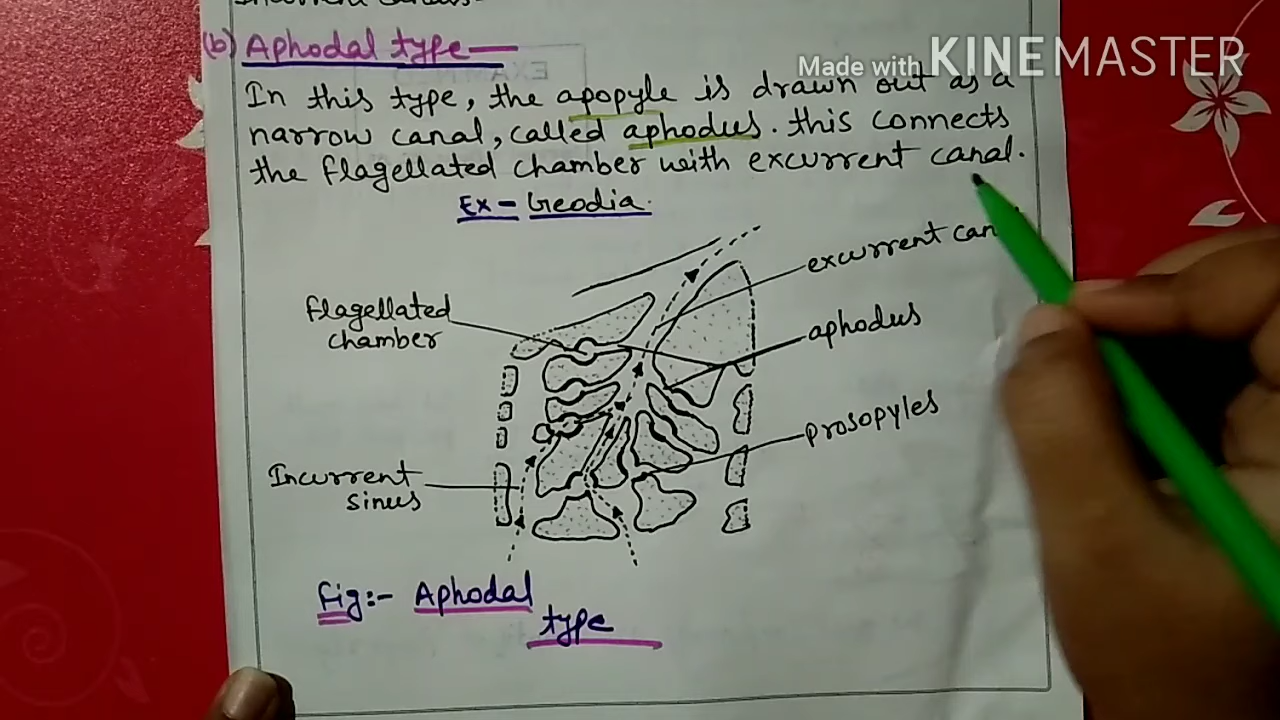 (b) Aphodal type—
Made with KINEMASTER
In this type, the apopyle is drawn out as a
narrow canal, called aphodus. this connects
the flagellated chamber with excurrent canal.
Ex- Geodia.
excurrent can
flagellated
chamber
aphodus
prosopyles
Incurrent
sinus
Fig:- Aphodal
type